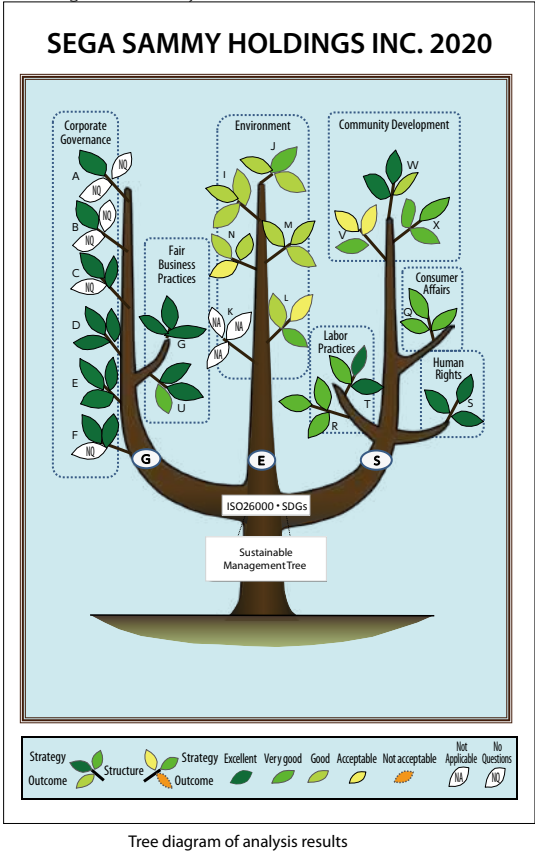 SEGA SAMMY HOLDINGS INC. 2020
Corporate
Governance
Environment
Community Development
A
NQ
NQ
B
NQ
NQ
C
NQ
D
E
F
NQ
Fair
Business
Practices
G
U
I
J
N
M
K
NA
NA
NA
L
W
V
X
Consumer
Affairs
Q
Labor
Practices
T
R
Human
Rights
S
G
E
S
ISO26000 • SDGs
Sustainable
Management Tree
Strategy
Outcome
Structure
Strategy
Outcome
Excellent
Very good
Good
Acceptable
Not acceptable
Not
Applicable
NA
No
Questions
NQ
Tree diagram of analysis results